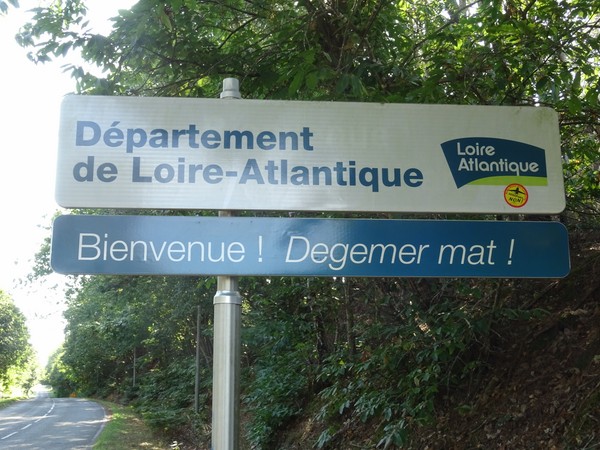 Département
de Loire-Atlantique
Loire
Atlantique
Bienvenue ! Degemer mat !